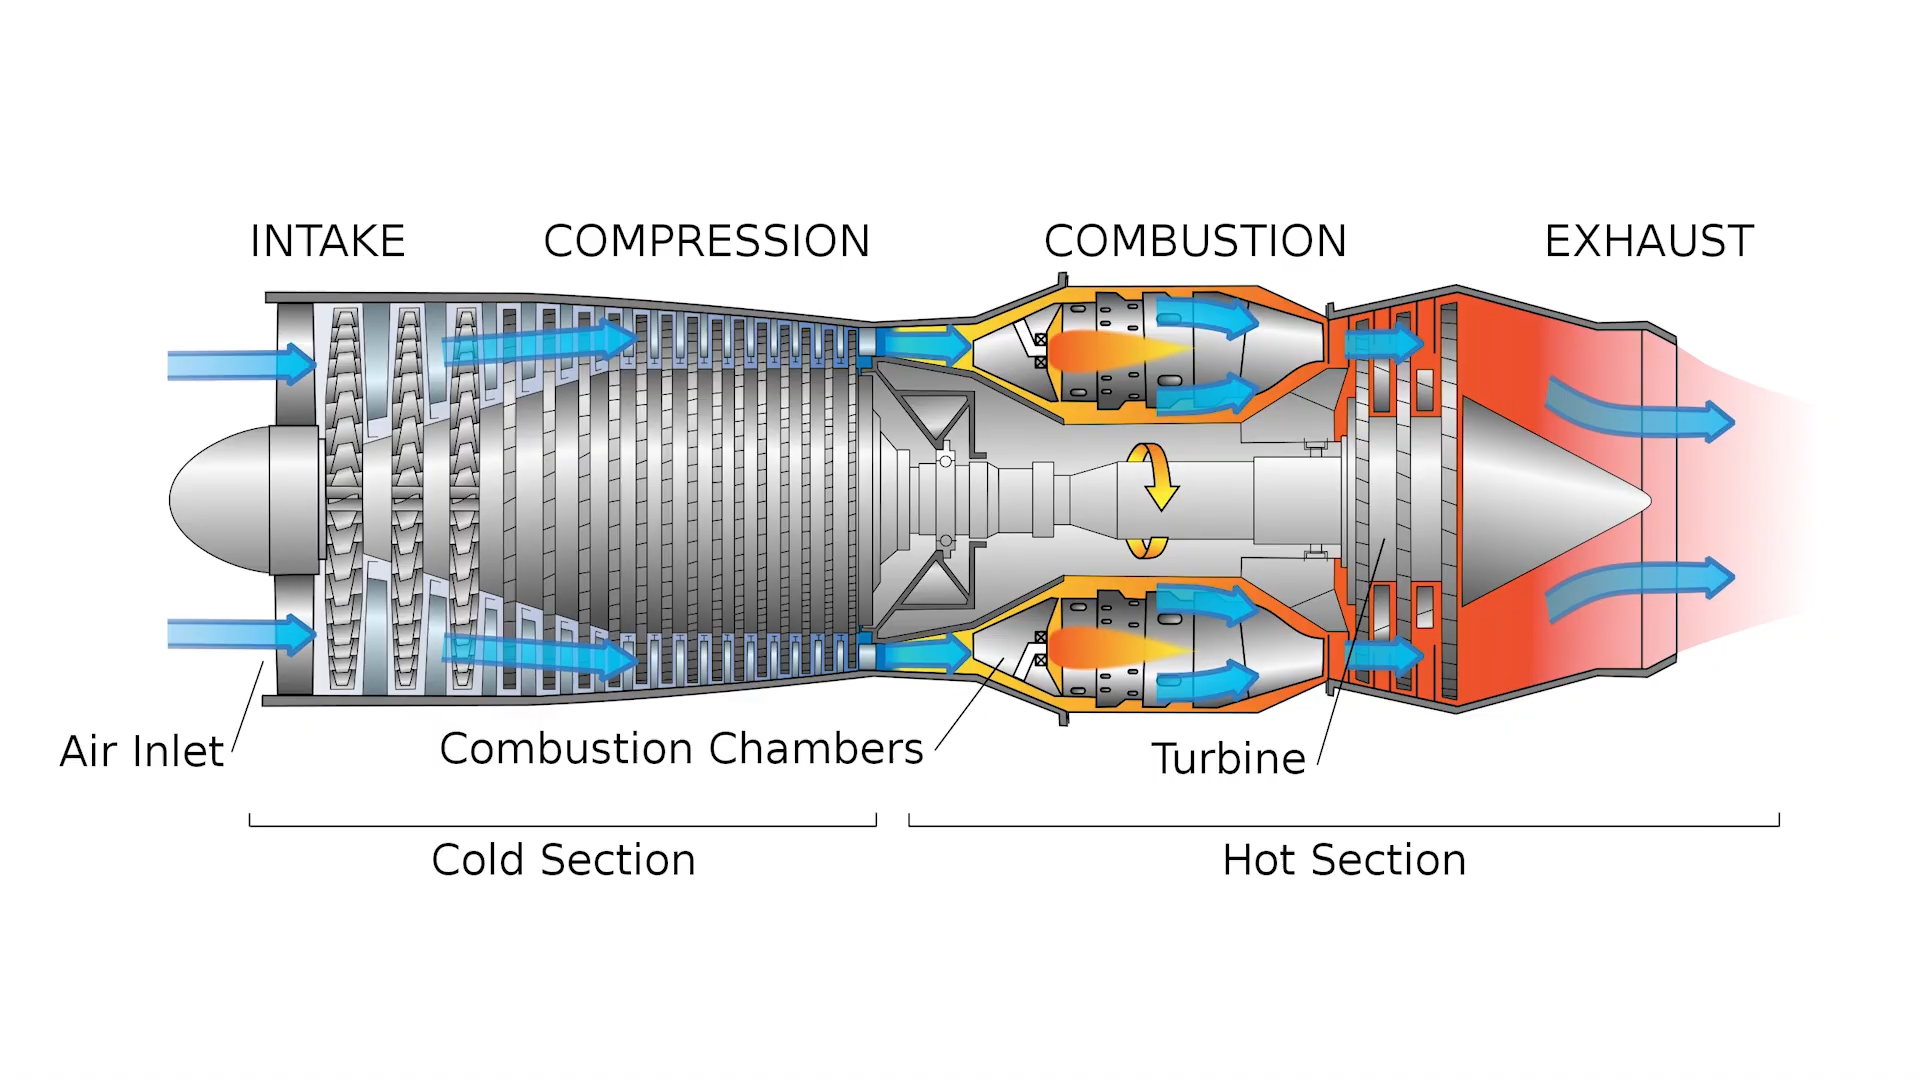 INTAKE
COMPRESSION
COMBUSTION
EXHAUST
Air Inlet
Combustion Chambers
Turbine
Cold Section
Hot Section